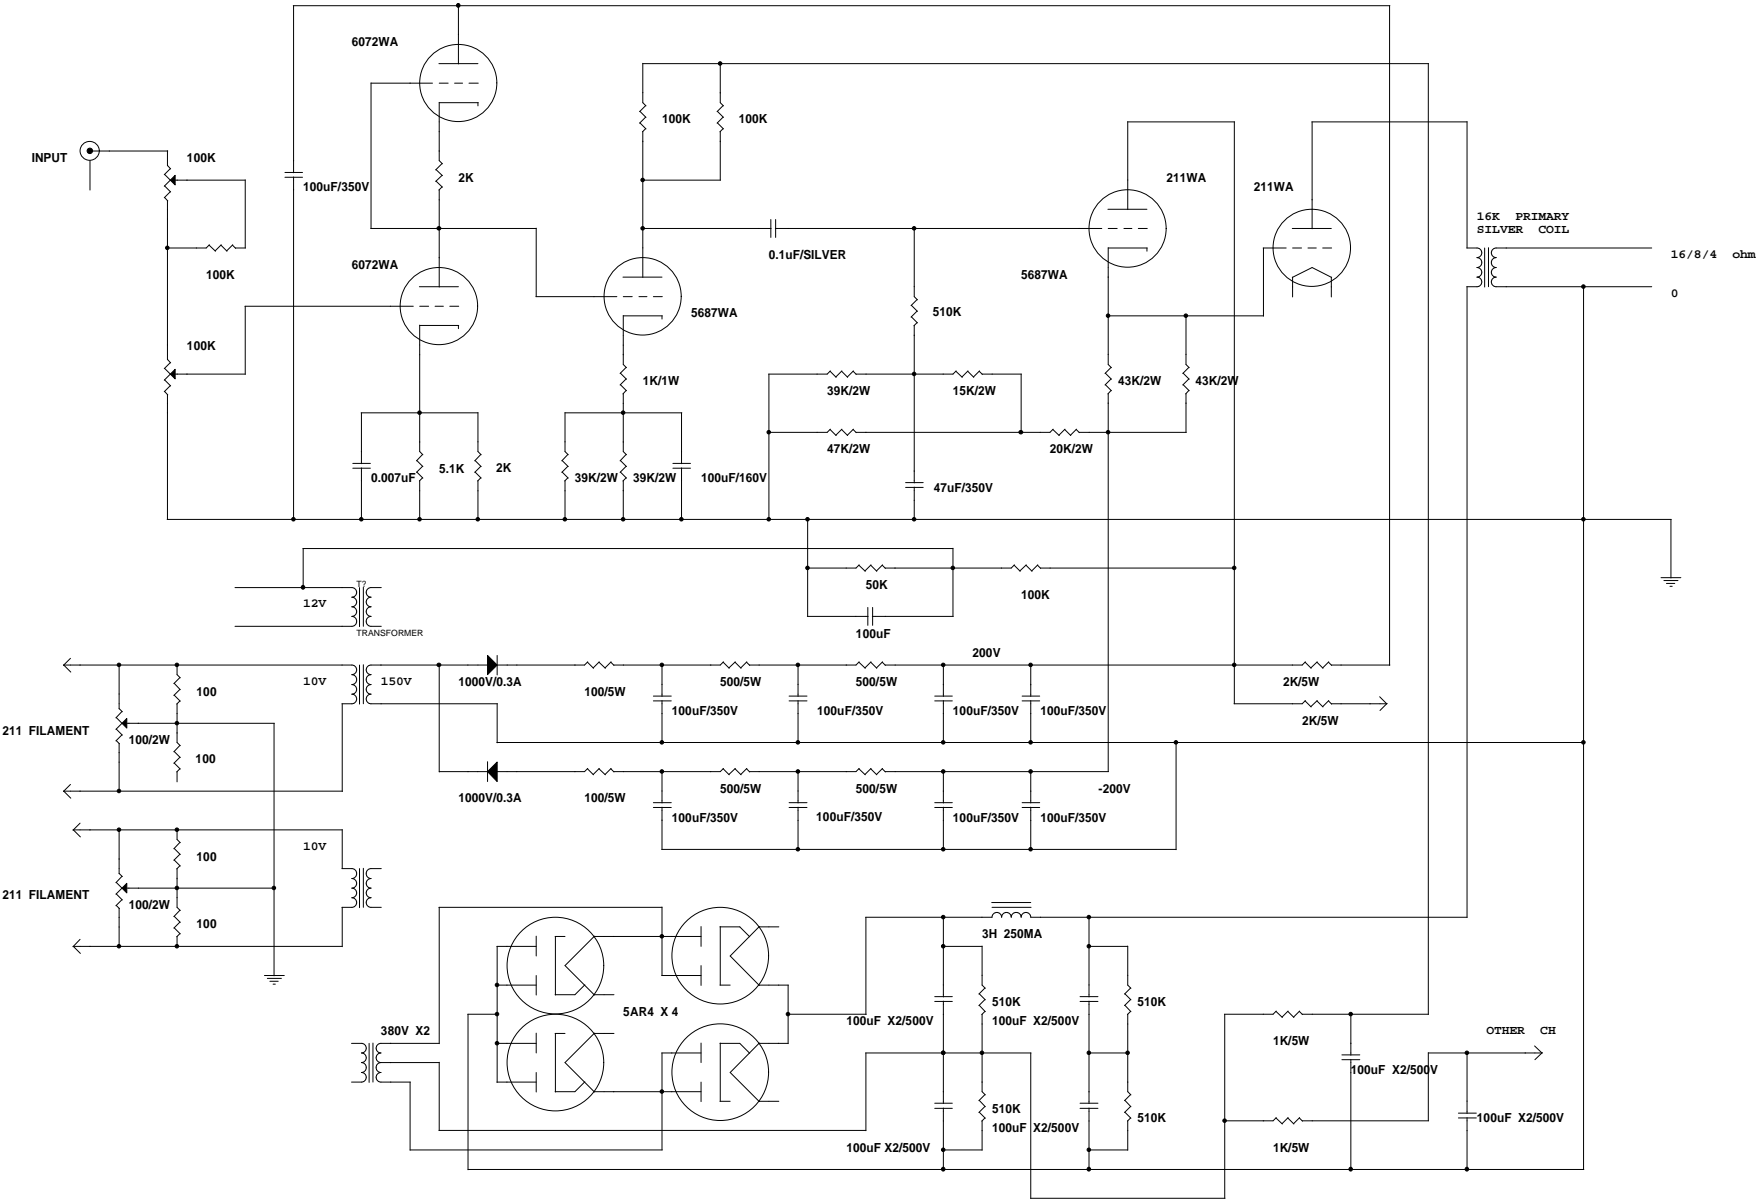 6072WA
INPUT
100K
100uF/350V
2K
100K
100K
211WA
211WA
16K PRIMARY
SILVER COIL
16/8/4 ohm
0
100K
6072WA
0.1uF/SILVER
5687WA
5687WA
510K
100K
1K/1W
39K/2W
15K/2W
43K/2W
43K/2W
47K/2W
20K/2W
0.007uF
5.1K
2K
39K/2W
39K/2W
100uF/160V
47uF/350V
T?
12V
TRANSFORMER
50K
100K
100uF
200V
10V
150V
1000V/0.3A
100/5W
500/5W
500/5W
2K/5W
100
100uF/350V
100uF/350V
100uF/350V
100uF/350V
2K/5W
211 FILAMENT
100/2W
100
1000V/0.3A
100/5W
500/5W
500/5W
-200V
100uF/350V
100uF/350V
100uF/350V
100uF/350V
10V
100
211 FILAMENT
100/2W
100
3H 250MA
5AR4 X 4
510K
510K
100uF X2/500V
100uF X2/500V
380V X2
OTHER CH
1K/5W
100uF X2/500V
510K
100uF X2/500V
510K
100uF X2/500V
100uF X2/500V
1K/5W